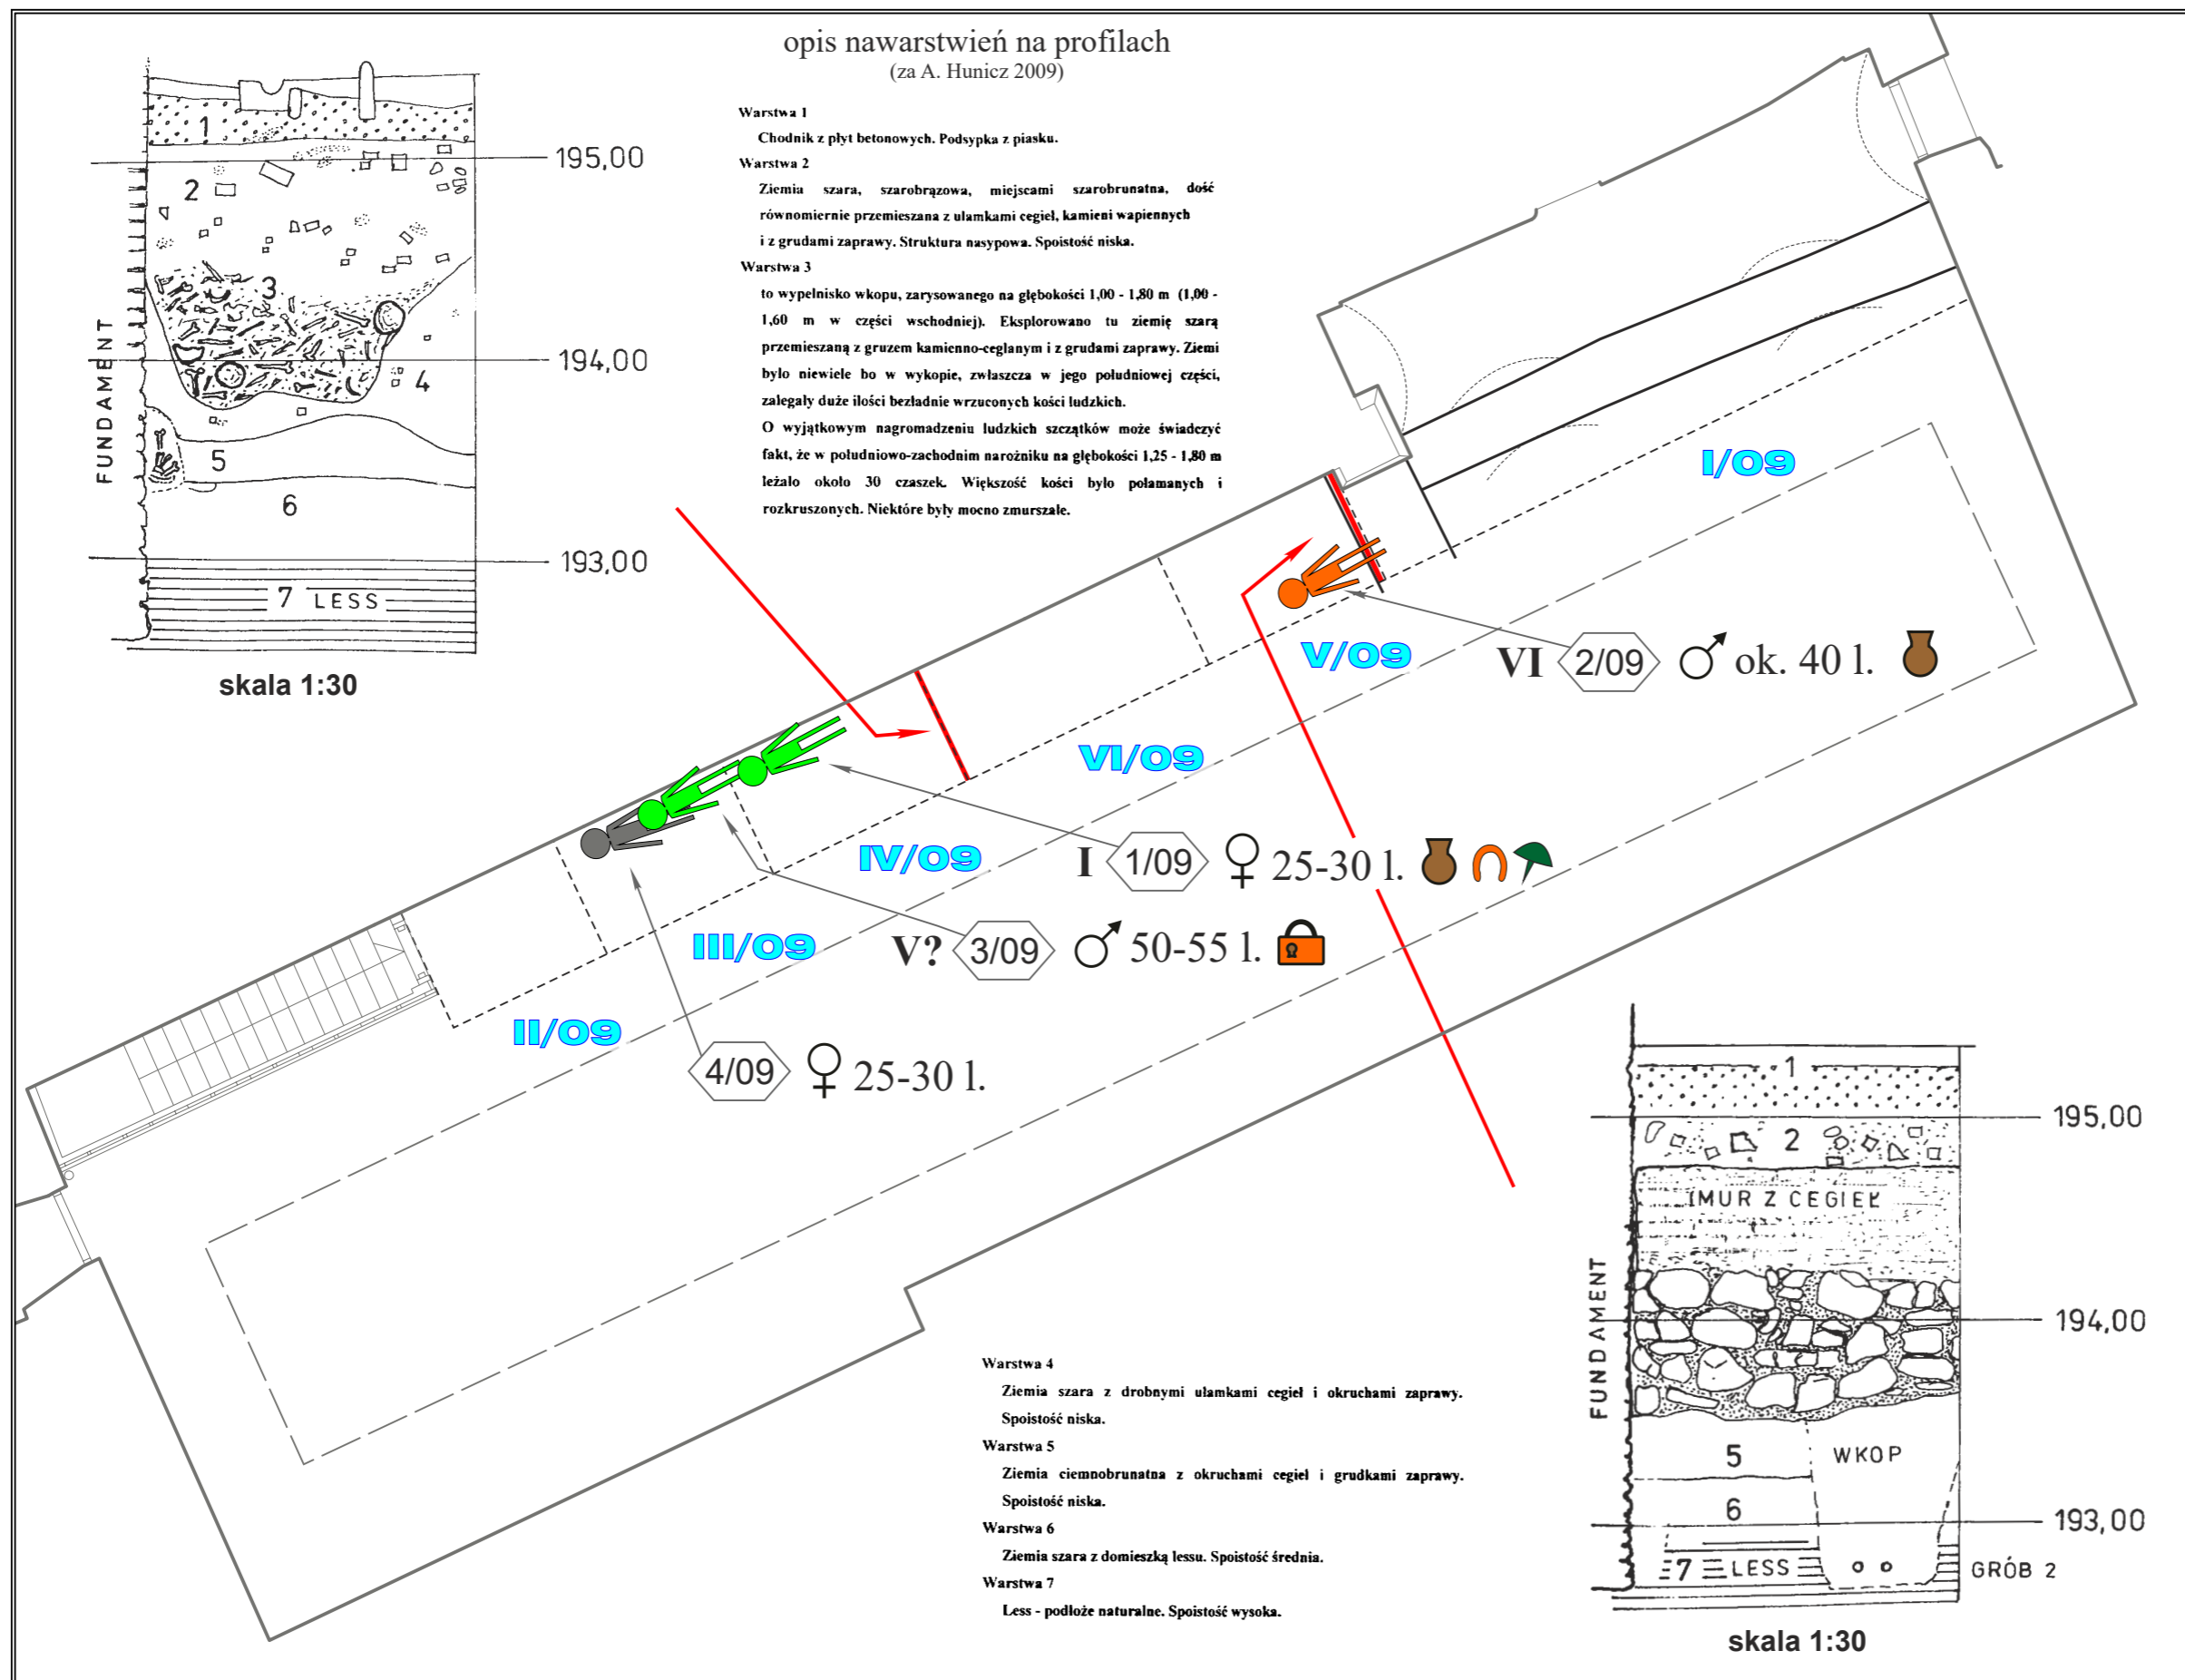 opis nawarstwień na profilach
(za A. Hunicz 2009)
Warstwa 1
Chodnik z płyt betonowych. Podsypka z piasku.
Warstwa 2
Ziemia szara, szarobrązowa, miejscami szarobrunatna, dość
równomiernie przemieszana z ułamkami cegieł, kamieni wapiennych
i z grudami zaprawy. Struktura nasypowa. Spoistość niska.
Warstwa 3
to wypełnisko wkopu, zarysowanego na głębokości 1,00 - 1,80 m (1,00 -
1,60 m w części wschodniej). Eksplorowano tu ziemię szarą
przemieszaną z gruzem kamienno-ceglanym i z grudami zaprawy. Ziemi
było niewiele bo w wykopie, zwłaszcza w jego południowej części,
zalegały duże ilości bezładnie wrzuconych kości ludzkich.
O wyjątkowym nagromadzeniu ludzkich szczątków może świadczyć
fakt, że w południowo-zachodnim narożniku na głębokości 1,25 - 1,80 m
leżało około 30 czaszek. Większość kości było połamanych i
rozkruszonych. Niektóre były mocno zmurszałe.
1
195,00
2
3
194,00
4
FUNDAMENT
5
6
193,00
7 LESS
skala 1:30
I/09
V/09
VI 2/09 ♂ ok. 40 l.
VI/09
IV/09
I 1/09 ♀ 25-30 l.
III/09
V? 3/09 ♂ 50-55 l.
II/09
4/09 ♀ 25-30 l.
Warstwa 4
Ziemia szara z drobnymi ułamkami cegieł i okruchami zaprawy.
Spoistość niska.
Warstwa 5
Ziemia ciemnobrunatna z okruchami cegieł i grudkami zaprawy.
Spoistość niska.
Warstwa 6
Ziemia szara z domieszką lessu. Spoistość średnia.
Warstwa 7
Less - podłoże naturalne. Spoistość wysoka.
1
195,00
2
MUR Z CEGIEŁ
FUNDAMENT
194,00
5 WKOP
6
193,00
7 LESS
GRÓB 2
skala 1:30